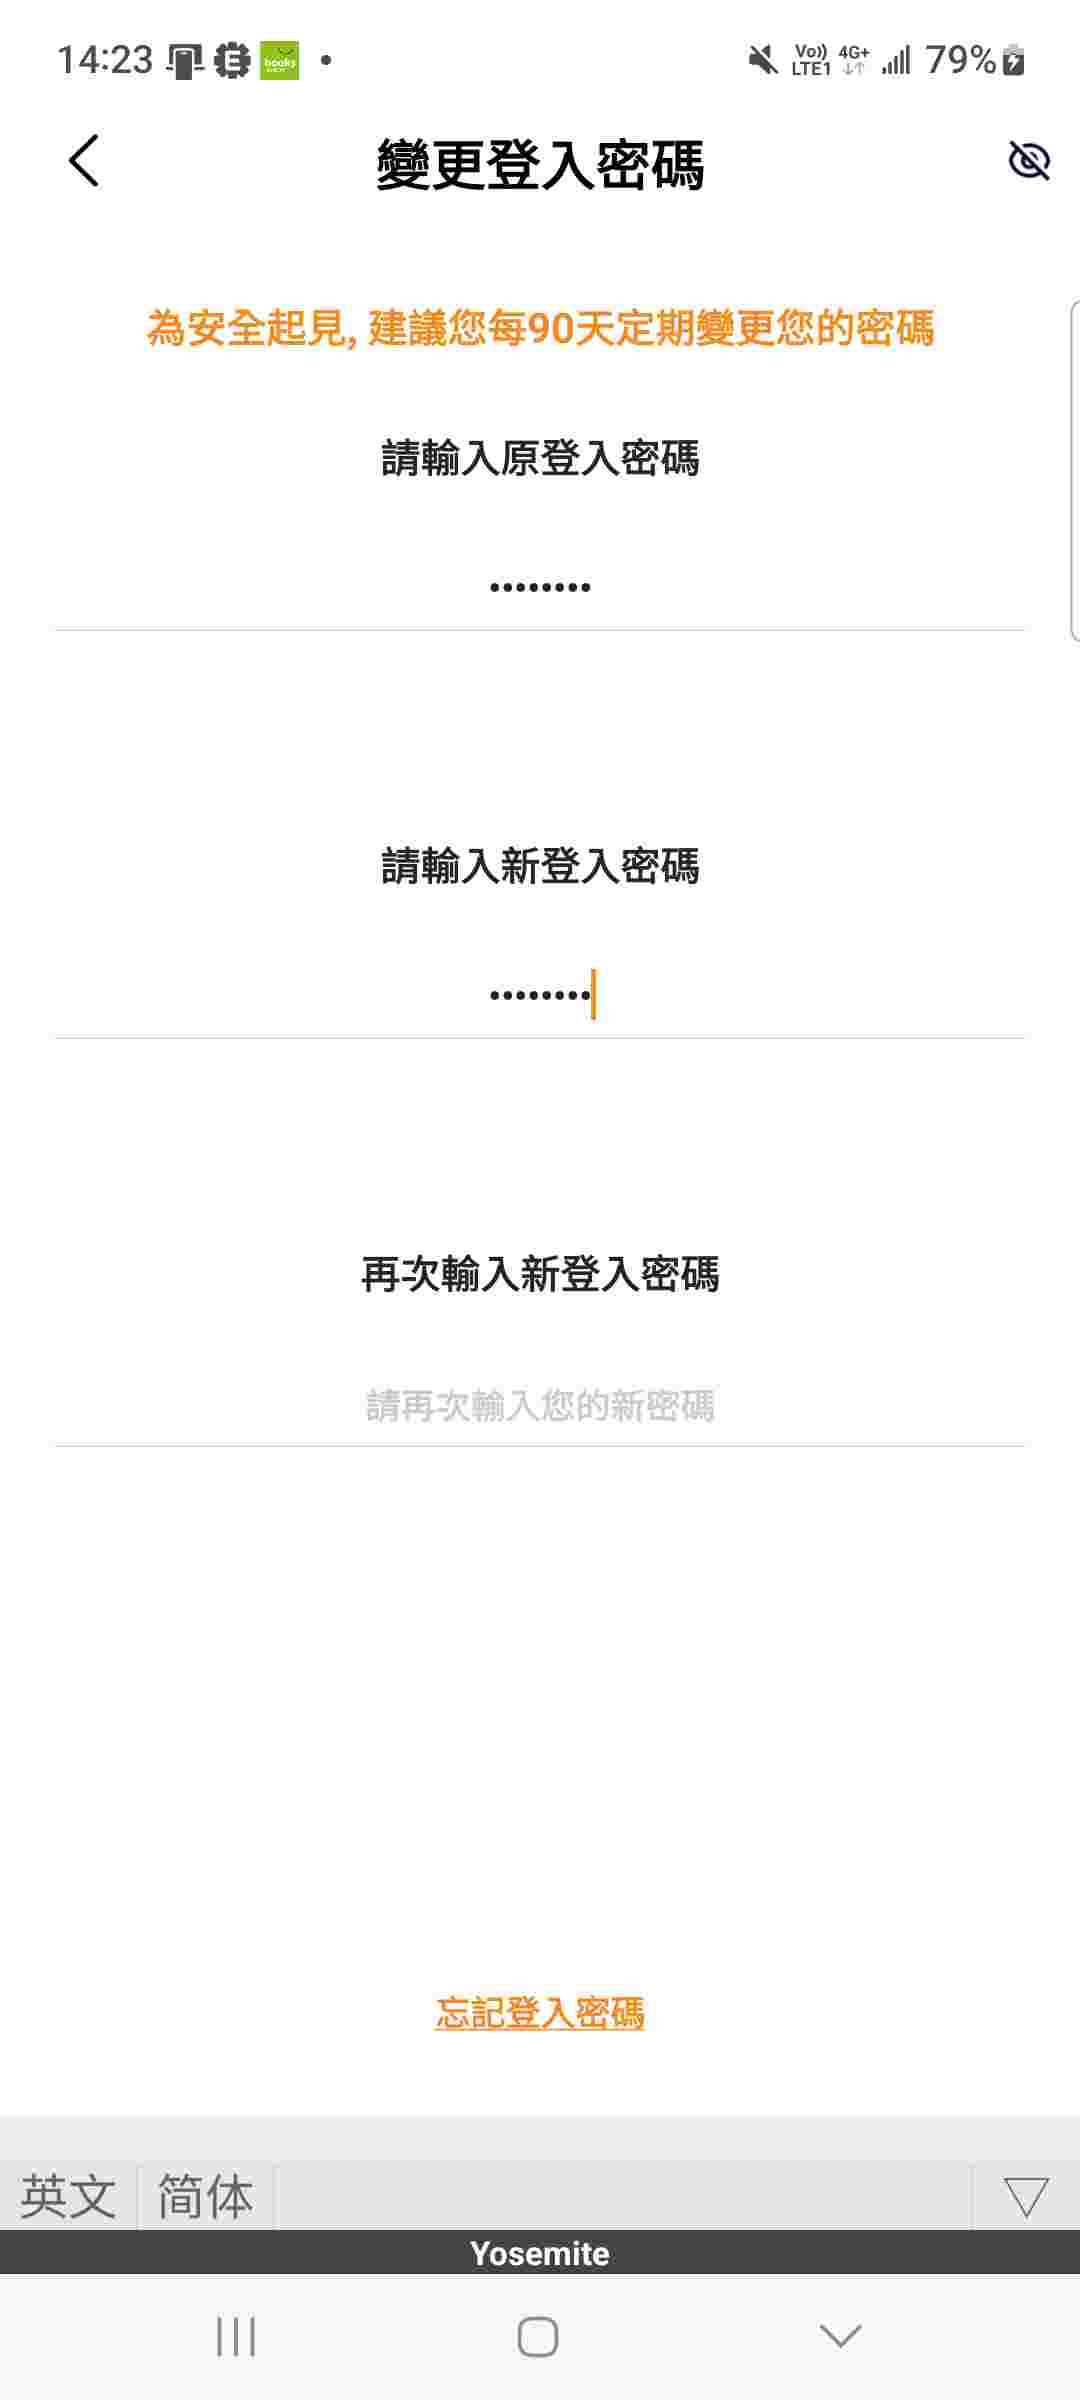 14:23
books
Vo)) LTE1 4G+ 79%
變更登入密碼
為安全起見, 建議您每90天定期變更您的密碼
請輸入原登入密碼
••••••••
請輸入新登入密碼
••••••••
再次輸入新登入密碼
請再次輸入您的新密碼
忘記登入密碼
英文 简体
Yosemite